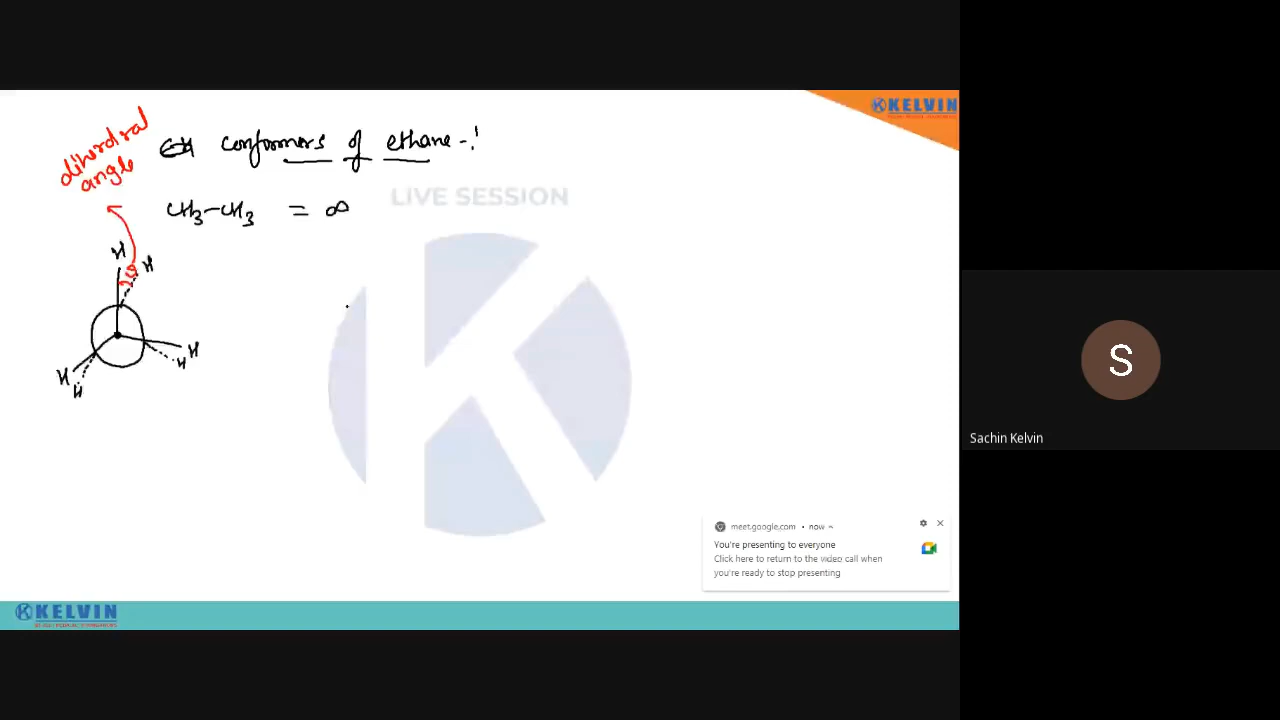 KELVIN
conformers of ethane -:
dihedral
angle
LIVE SESSION
CH3-CH3 = ∞
H
H
H
H
H
H
Sachin Kelvin
S
meet.google.com • now
You're presenting to everyone
Click here to return to the video call when
you're ready to stop presenting
KELVIN